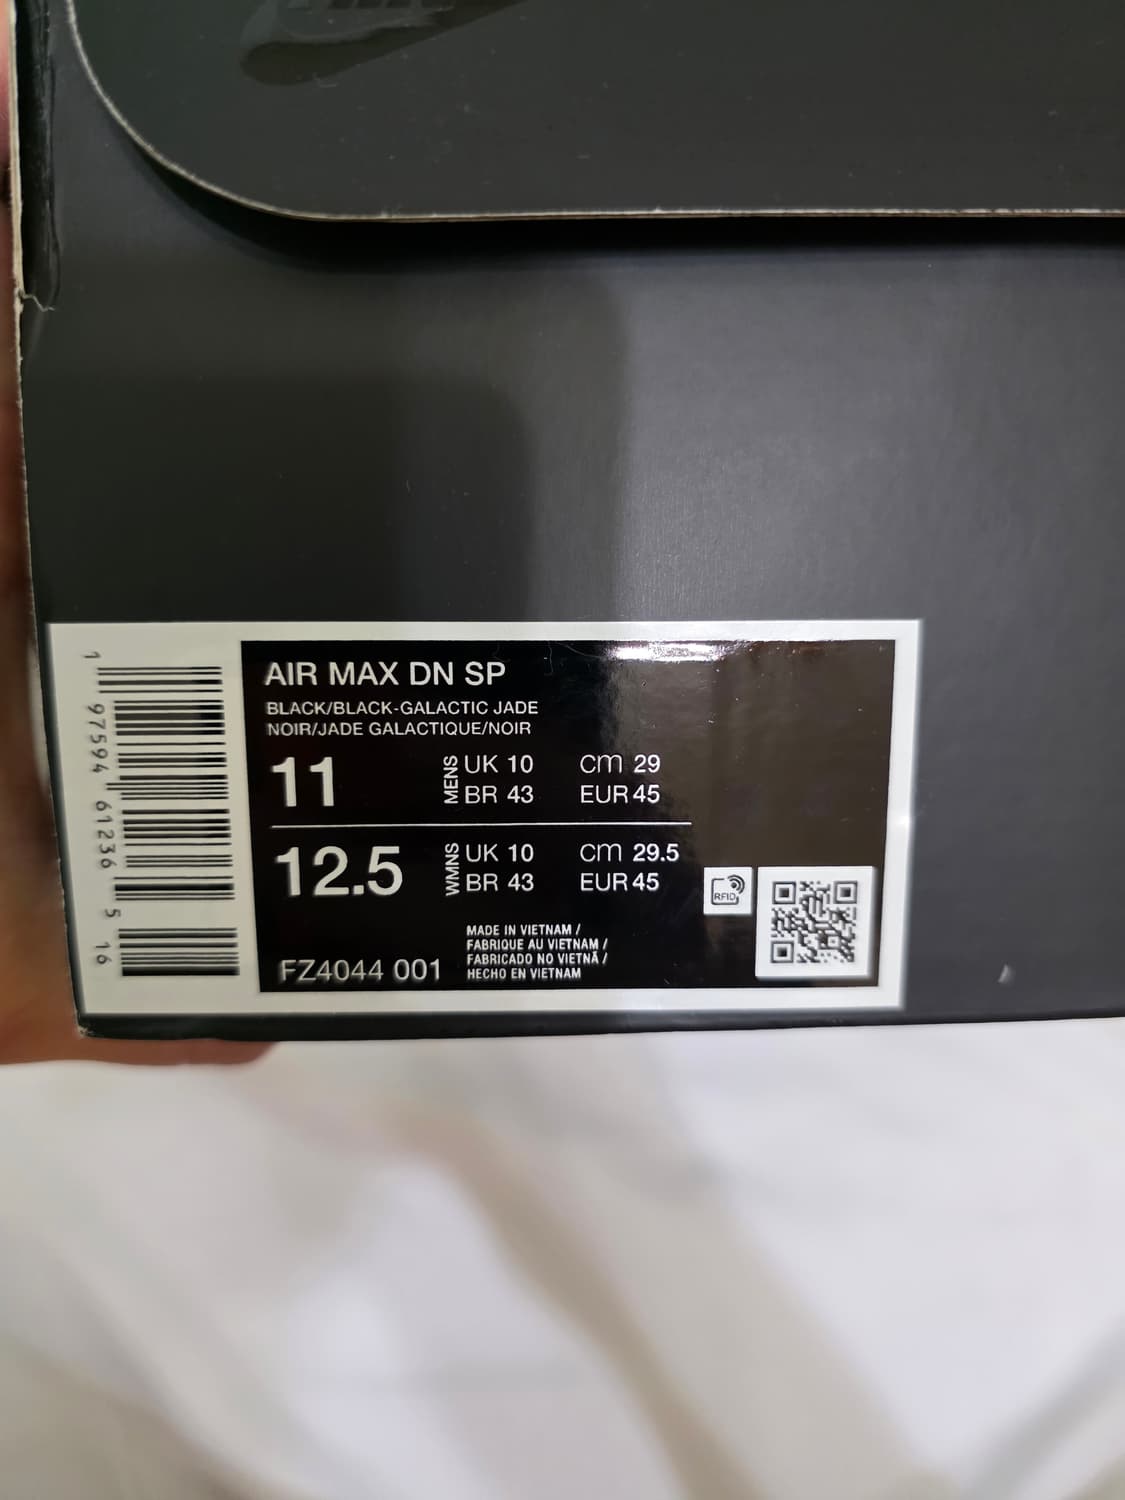 AIR MAX DN SP
BLACK/BLACK-GALACTIC JADE
NOIR/JADE GALACTIQUE/NOIR
11 MENS UK 10 cm 29
BR 43 EUR 45
12.5 WMNS UK 10 cm 29.5
BR 43 EUR 45
FZ4044 001
MADE IN VIETNAM /
FABRIQUE AU VIETNAM /
FABRICADO NO VIETNÃ /
HECHO EN VIETNAM
RFID
1 97594 61236 5 16